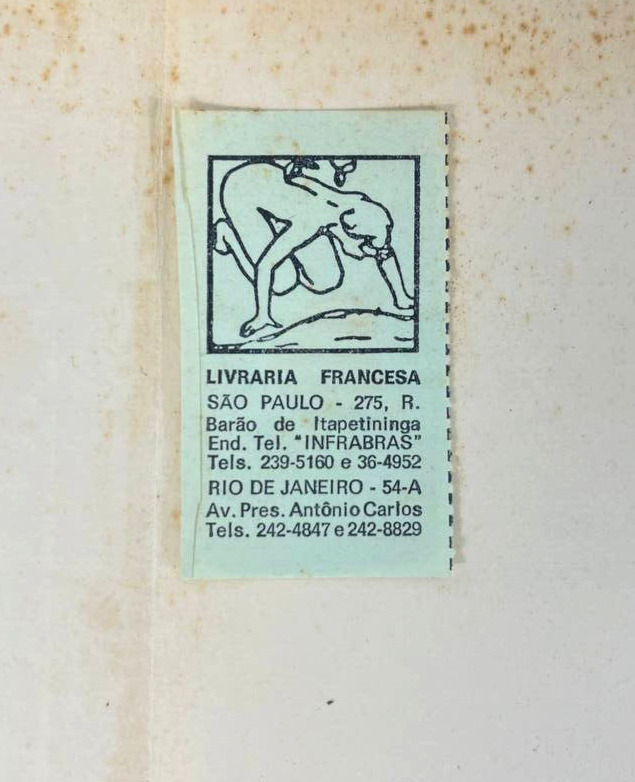 LIVRARIA FRANCESA
SÃO PAULO - 275, R.
Barão de Itapetininga
End. Tel. "INFRABRAS"
Tels. 239-5160 e 36-4952
RIO DE JANEIRO - 54-A
Av. Pres. Antônio Carlos
Tels. 242-4847 e 242-8829